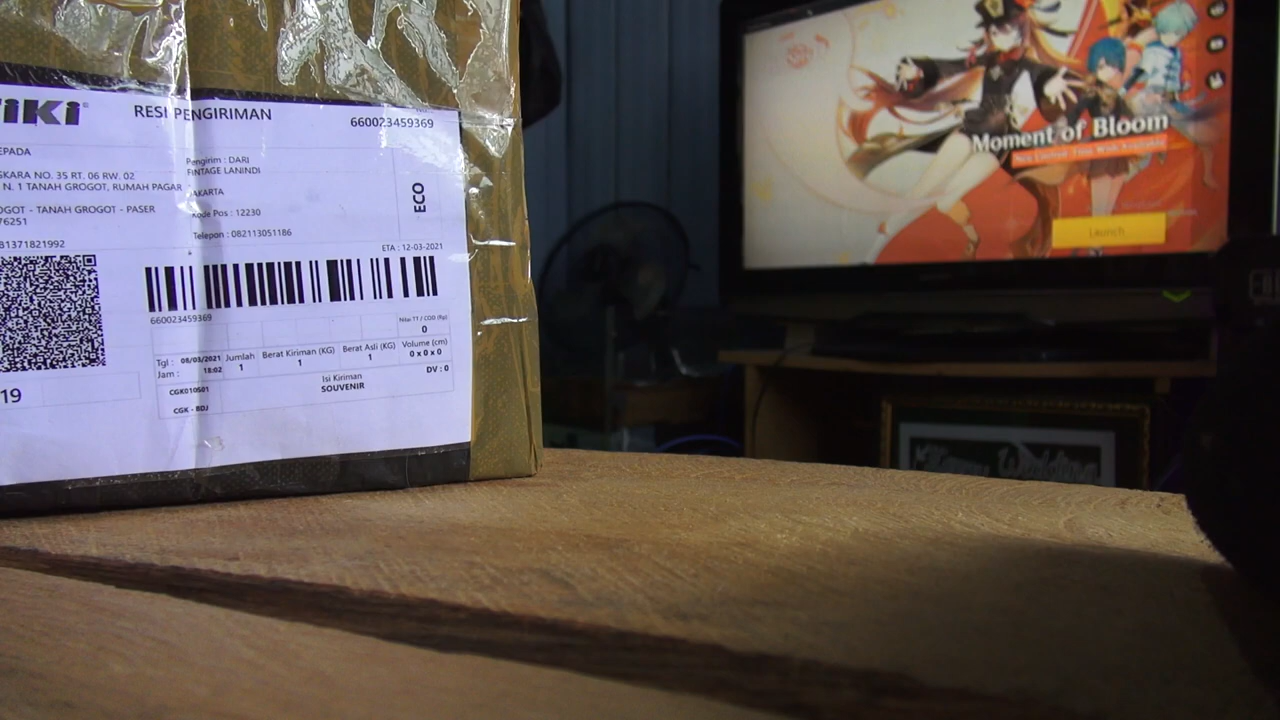 iKi
RESI PENGIRIMAN
660023459369
EPADA
GKARA NO. 35 RT. 06 RW. 02
N. 1 TANAH GROGOT, RUMAH PAGAR
OGOT - TANAH GROGOT - PASER
76251
81371821992
Pengirim : DARI
FINTAGE LANINDI
JAKARTA
Kode Pos : 12230
Telepon : 082113051186
ECO
ETA : 12-03-2021
660023459369
Nilai TT / COD (Rp)
0
Tgl : 08/03/2021
Jam : 18:02
Jumlah
1
Berat Kiriman (KG)
1
Berat Asli (KG)
1
Volume (cm)
0 x 0 x 0
19
CGK010501
CGK - BDJ
Isi Kiriman
SOUVENIR
DV : 0
Moment of Bloom
Launch